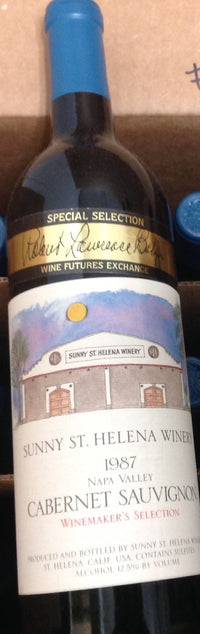 SPECIAL SELECTION
Robert Lawrence
WINE FUTURES EXCHANGE
SUNNY ST. HELENA WINERY
SUNNY ST. HELENA WINERY
1987
NAPA VALLEY
CABERNET SAUVIGNON
WINEMAKER'S SELECTION
PRODUCED AND BOTTLED BY SUNNY ST. HELENA WINE
ST. HELENA, CALIF. USA. CONTAINS SULFITES
ALCOHOL 12.5% BY VOLUME